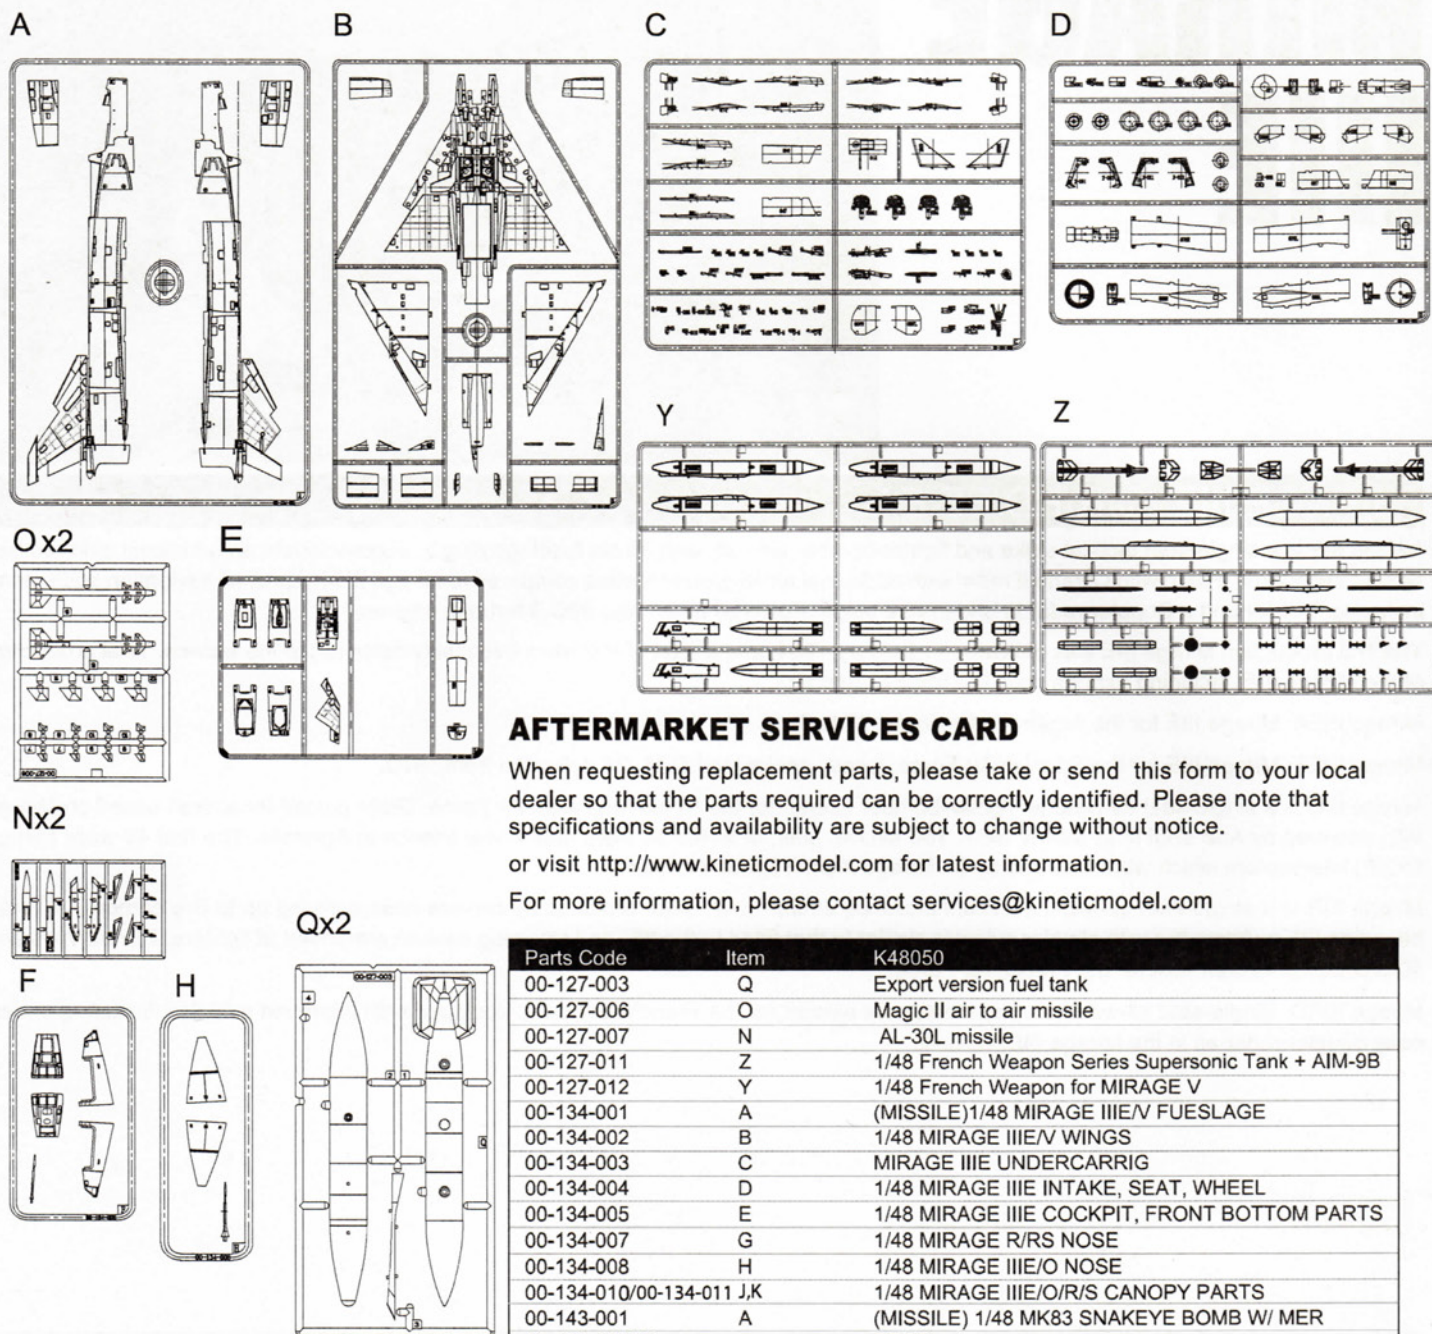 A
B
C
D
Y
Z
O x2
E
Nx2
F
H
Qx2
00-127-003
AFTERMARKET SERVICES CARD
When requesting replacement parts, please take or send this form to your local
dealer so that the parts required can be correctly identified. Please note that
specifications and availability are subject to change without notice.
or visit http://www.kineticmodel.com for latest information.
For more information, please contact services@kineticmodel.com
Parts Code Item K48050
00-127-003 Q Export version fuel tank
00-127-006 O Magic II air to air missile
00-127-007 N AL-30L missile
00-127-011 Z 1/48 French Weapon Series Supersonic Tank + AIM-9B
00-127-012 Y 1/48 French Weapon for MIRAGE V
00-134-001 A (MISSILE)1/48 MIRAGE IIIE/V FUESLAGE
00-134-002 B 1/48 MIRAGE IIIE/V WINGS
00-134-003 C MIRAGE IIIE UNDERCARRIG
00-134-004 D 1/48 MIRAGE IIIE INTAKE, SEAT, WHEEL
00-134-005 E 1/48 MIRAGE IIIE COCKPIT, FRONT BOTTOM PARTS
00-134-007 G 1/48 MIRAGE R/RS NOSE
00-134-008 H 1/48 MIRAGE IIIE/O NOSE
00-134-010/00-134-011 J,K 1/48 MIRAGE IIIE/O/R/S CANOPY PARTS
00-143-001 A (MISSILE) 1/48 MK83 SNAKEYE BOMB W/ MER